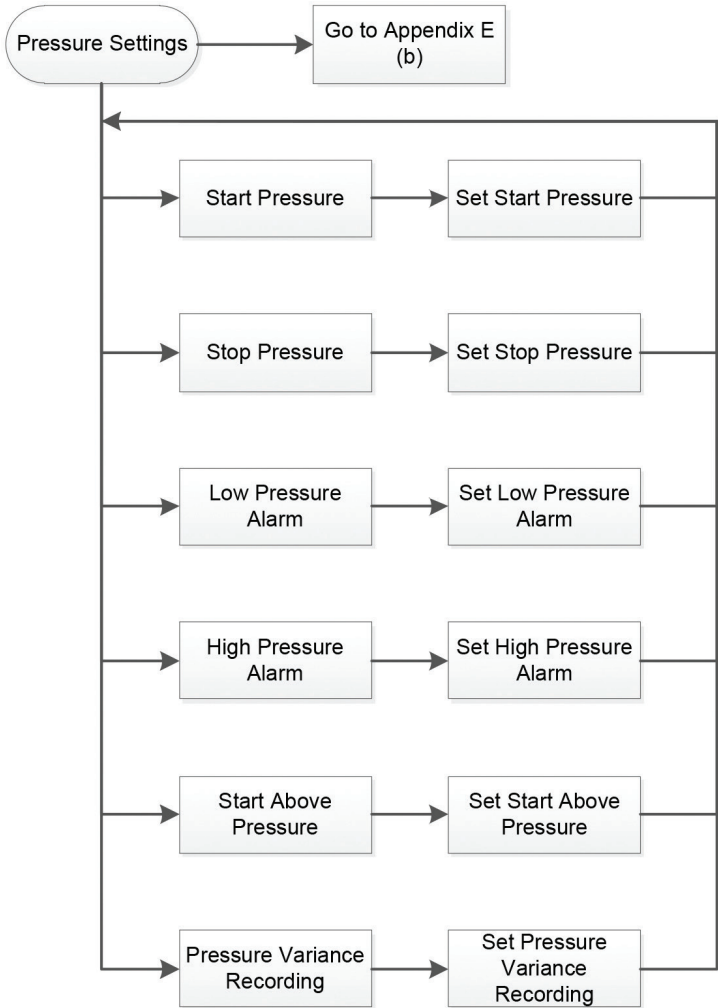 Pressure Settings
Go to Appendix E
(b)
Start Pressure
Set Start Pressure
Stop Pressure
Set Stop Pressure
Low Pressure
Alarm
Set Low Pressure
Alarm
High Pressure
Alarm
Set High Pressure
Alarm
Start Above
Pressure
Set Start Above
Pressure
Pressure Variance
Recording
Set Pressure
Variance
Recording